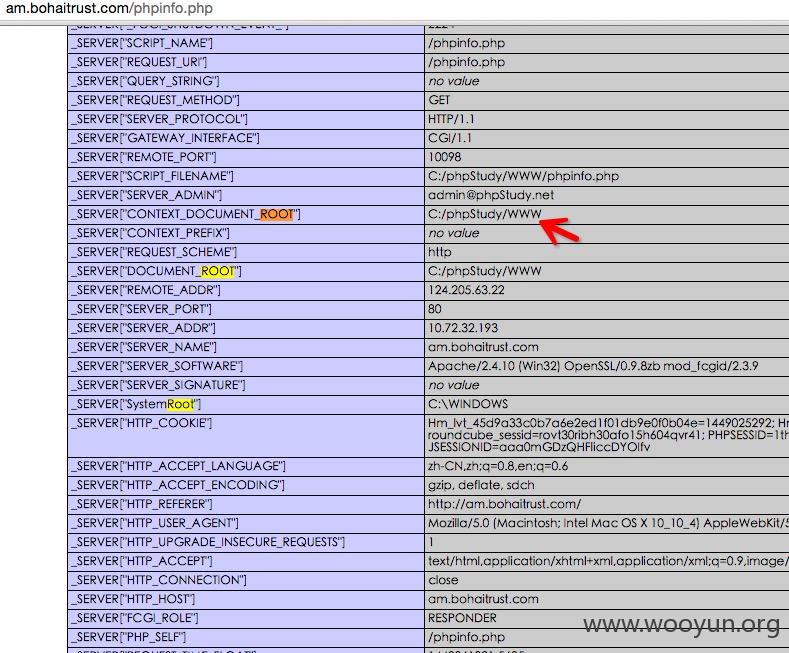 am.bohaitrust.com/phpinfo.php
_SERVER["SCRIPT_NAME"] /phpinfo.php
_SERVER["REQUEST_URI"] /phpinfo.php
_SERVER["QUERY_STRING"] no value
_SERVER["REQUEST_METHOD"] GET
_SERVER["SERVER_PROTOCOL"] HTTP/1.1
_SERVER["GATEWAY_INTERFACE"] CGI/1.1
_SERVER["REMOTE_PORT"] 10098
_SERVER["SCRIPT_FILENAME"] C:/phpStudy/WWW/phpinfo.php
_SERVER["SERVER_ADMIN"] admin@phpStudy.net
_SERVER["CONTEXT_DOCUMENT_ROOT"] C:/phpStudy/WWW
_SERVER["CONTEXT_PREFIX"] no value
_SERVER["REQUEST_SCHEME"] http
_SERVER["DOCUMENT_ROOT"] C:/phpStudy/WWW
_SERVER["REMOTE_ADDR"] 124.205.63.22
_SERVER["SERVER_PORT"] 80
_SERVER["SERVER_ADDR"] 10.72.32.193
_SERVER["SERVER_NAME"] am.bohaitrust.com
_SERVER["SERVER_SOFTWARE"] Apache/2.4.10 (Win32) OpenSSL/0.9.8zb mod_fcgid/2.3.9
_SERVER["SERVER_SIGNATURE"] no value
_SERVER["SystemRoot"] C:\WINDOWS
_SERVER["HTTP_COOKIE"] Hm_lvt_45d9a33c0b7a6e2ed1f01db9e0f0b04e=1449025292; H
roundcube_sessid=rovt30ribh30afo15h604qvr41; PHPSESSID=1th
JSESSIONID=aaa0mGDzQHFliccDYOlfv
_SERVER["HTTP_ACCEPT_LANGUAGE"] zh-CN,zh;q=0.8,en;q=0.6
_SERVER["HTTP_ACCEPT_ENCODING"] gzip, deflate, sdch
_SERVER["HTTP_REFERER"] http://am.bohaitrust.com/
_SERVER["HTTP_USER_AGENT"] Mozilla/5.0 (Macintosh; Intel Mac OS X 10_10_4) AppleWebKit/5
_SERVER["HTTP_UPGRADE_INSECURE_REQUESTS"] 1
_SERVER["HTTP_ACCEPT"] text/html,application/xhtml+xml,application/xml;q=0.9,image/
_SERVER["HTTP_CONNECTION"] close
_SERVER["HTTP_HOST"] am.bohaitrust.com
_SERVER["FCGI_ROLE"] RESPONDER
_SERVER["PHP_SELF"] /phpinfo.php
www.wooyun.org